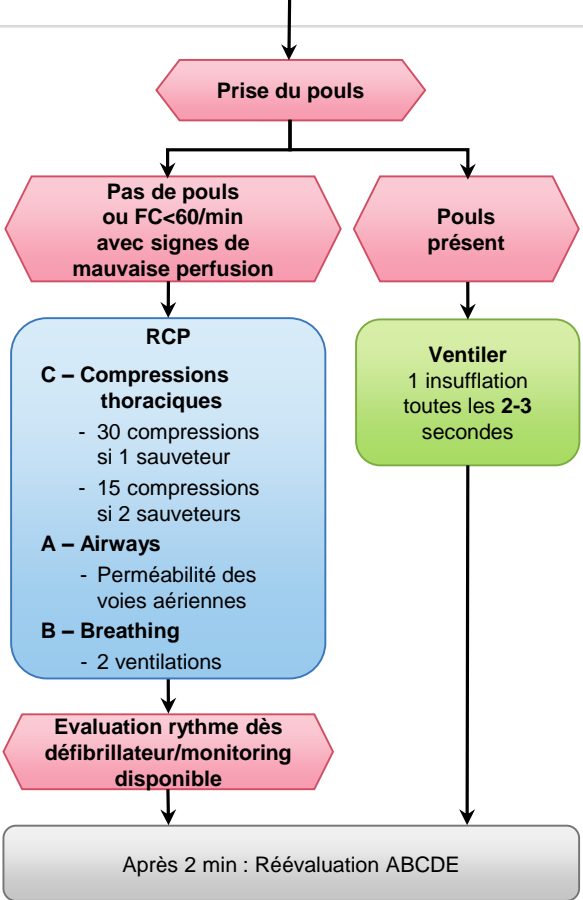 Prise du pouls
Pas de pouls
ou FC<60/min
avec signes de
mauvaise perfusion
Pouls
présent
RCP
C – Compressions
thoraciques
- 30 compressions
si 1 sauveteur
- 15 compressions
si 2 sauveteurs
A – Airways
- Perméabilité des
voies aériennes
B – Breathing
- 2 ventilations
Ventiler
1 insufflation
toutes les 2-3
secondes
Evaluation rythme dès
défibrillateur/monitoring
disponible
Après 2 min : Réévaluation ABCDE